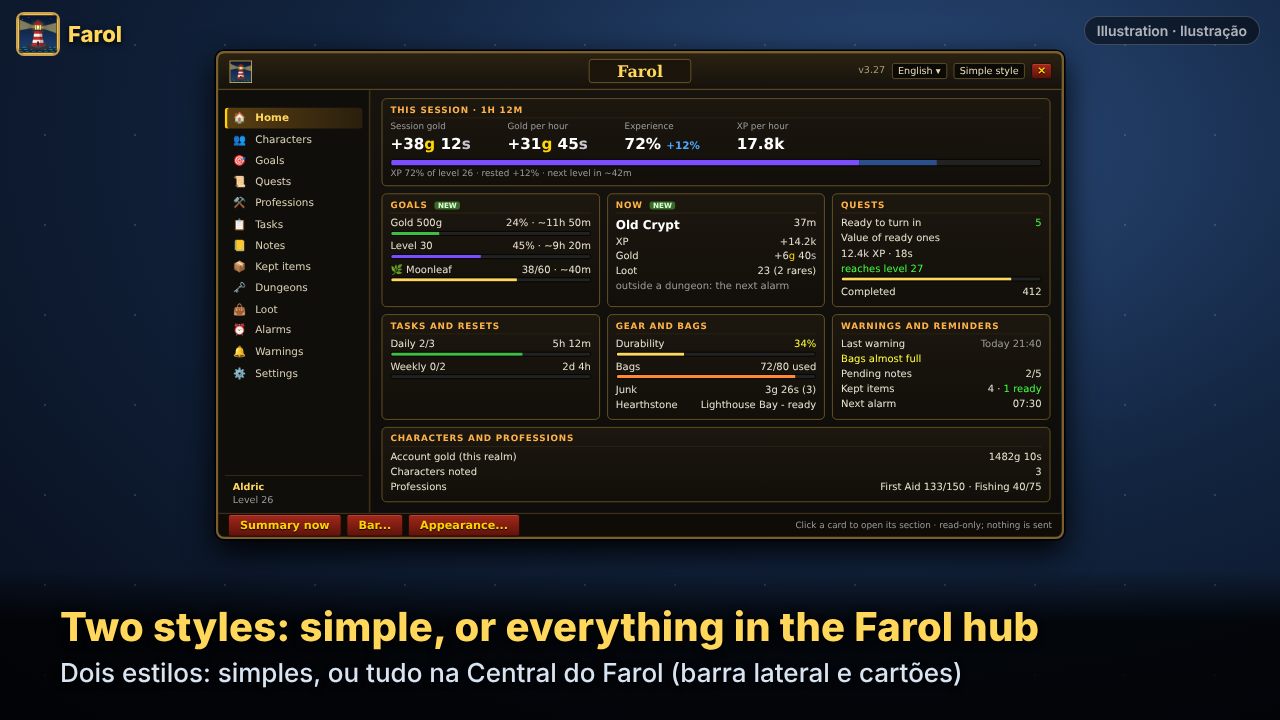 Farol
Illustration · Ilustração
Farol
v3.27
English ▾
Simple style
✕
Home
Characters
Goals
Quests
Professions
Tasks
Notes
Kept items
Dungeons
Loot
Alarms
Warnings
Settings
Aldric
Level 26
THIS SESSION · 1H 12M
Session gold
+38g 12s
Gold per hour
+31g 45s
Experience
72% +12%
XP per hour
17.8k
XP 72% of level 26 · rested +12% · next level in ~42m
GOALS NEW
Gold 500g 24% · ~11h 50m
Level 30 45% · ~9h 20m
Moonleaf 38/60 · ~40m
NOW NEW
Old Crypt 37m
XP +14.2k
Gold +6g 40s
Loot 23 (2 rares)
outside a dungeon: the next alarm
QUESTS
Ready to turn in 5
Value of ready ones
12.4k XP · 18s
reaches level 27
Completed 412
TASKS AND RESETS
Daily 2/3 5h 12m
Weekly 0/2 2d 4h
GEAR AND BAGS
Durability 34%
Bags 72/80 used
Junk 3g 26s (3)
Hearthstone Lighthouse Bay - ready
WARNINGS AND REMINDERS
Last warning Today 21:40
Bags almost full
Pending notes 2/5
Kept items 4 · 1 ready
Next alarm 07:30
CHARACTERS AND PROFESSIONS
Account gold (this realm) 1482g 10s
Characters noted 3
Professions First Aid 133/150 · Fishing 40/75
Summary now
Bar...
Appearance...
Click a card to open its section · read-only; nothing is sent
Two styles: simple, or everything in the Farol hub
Dois estilos: simples, ou tudo na Central do Farol (barra lateral e cartões)